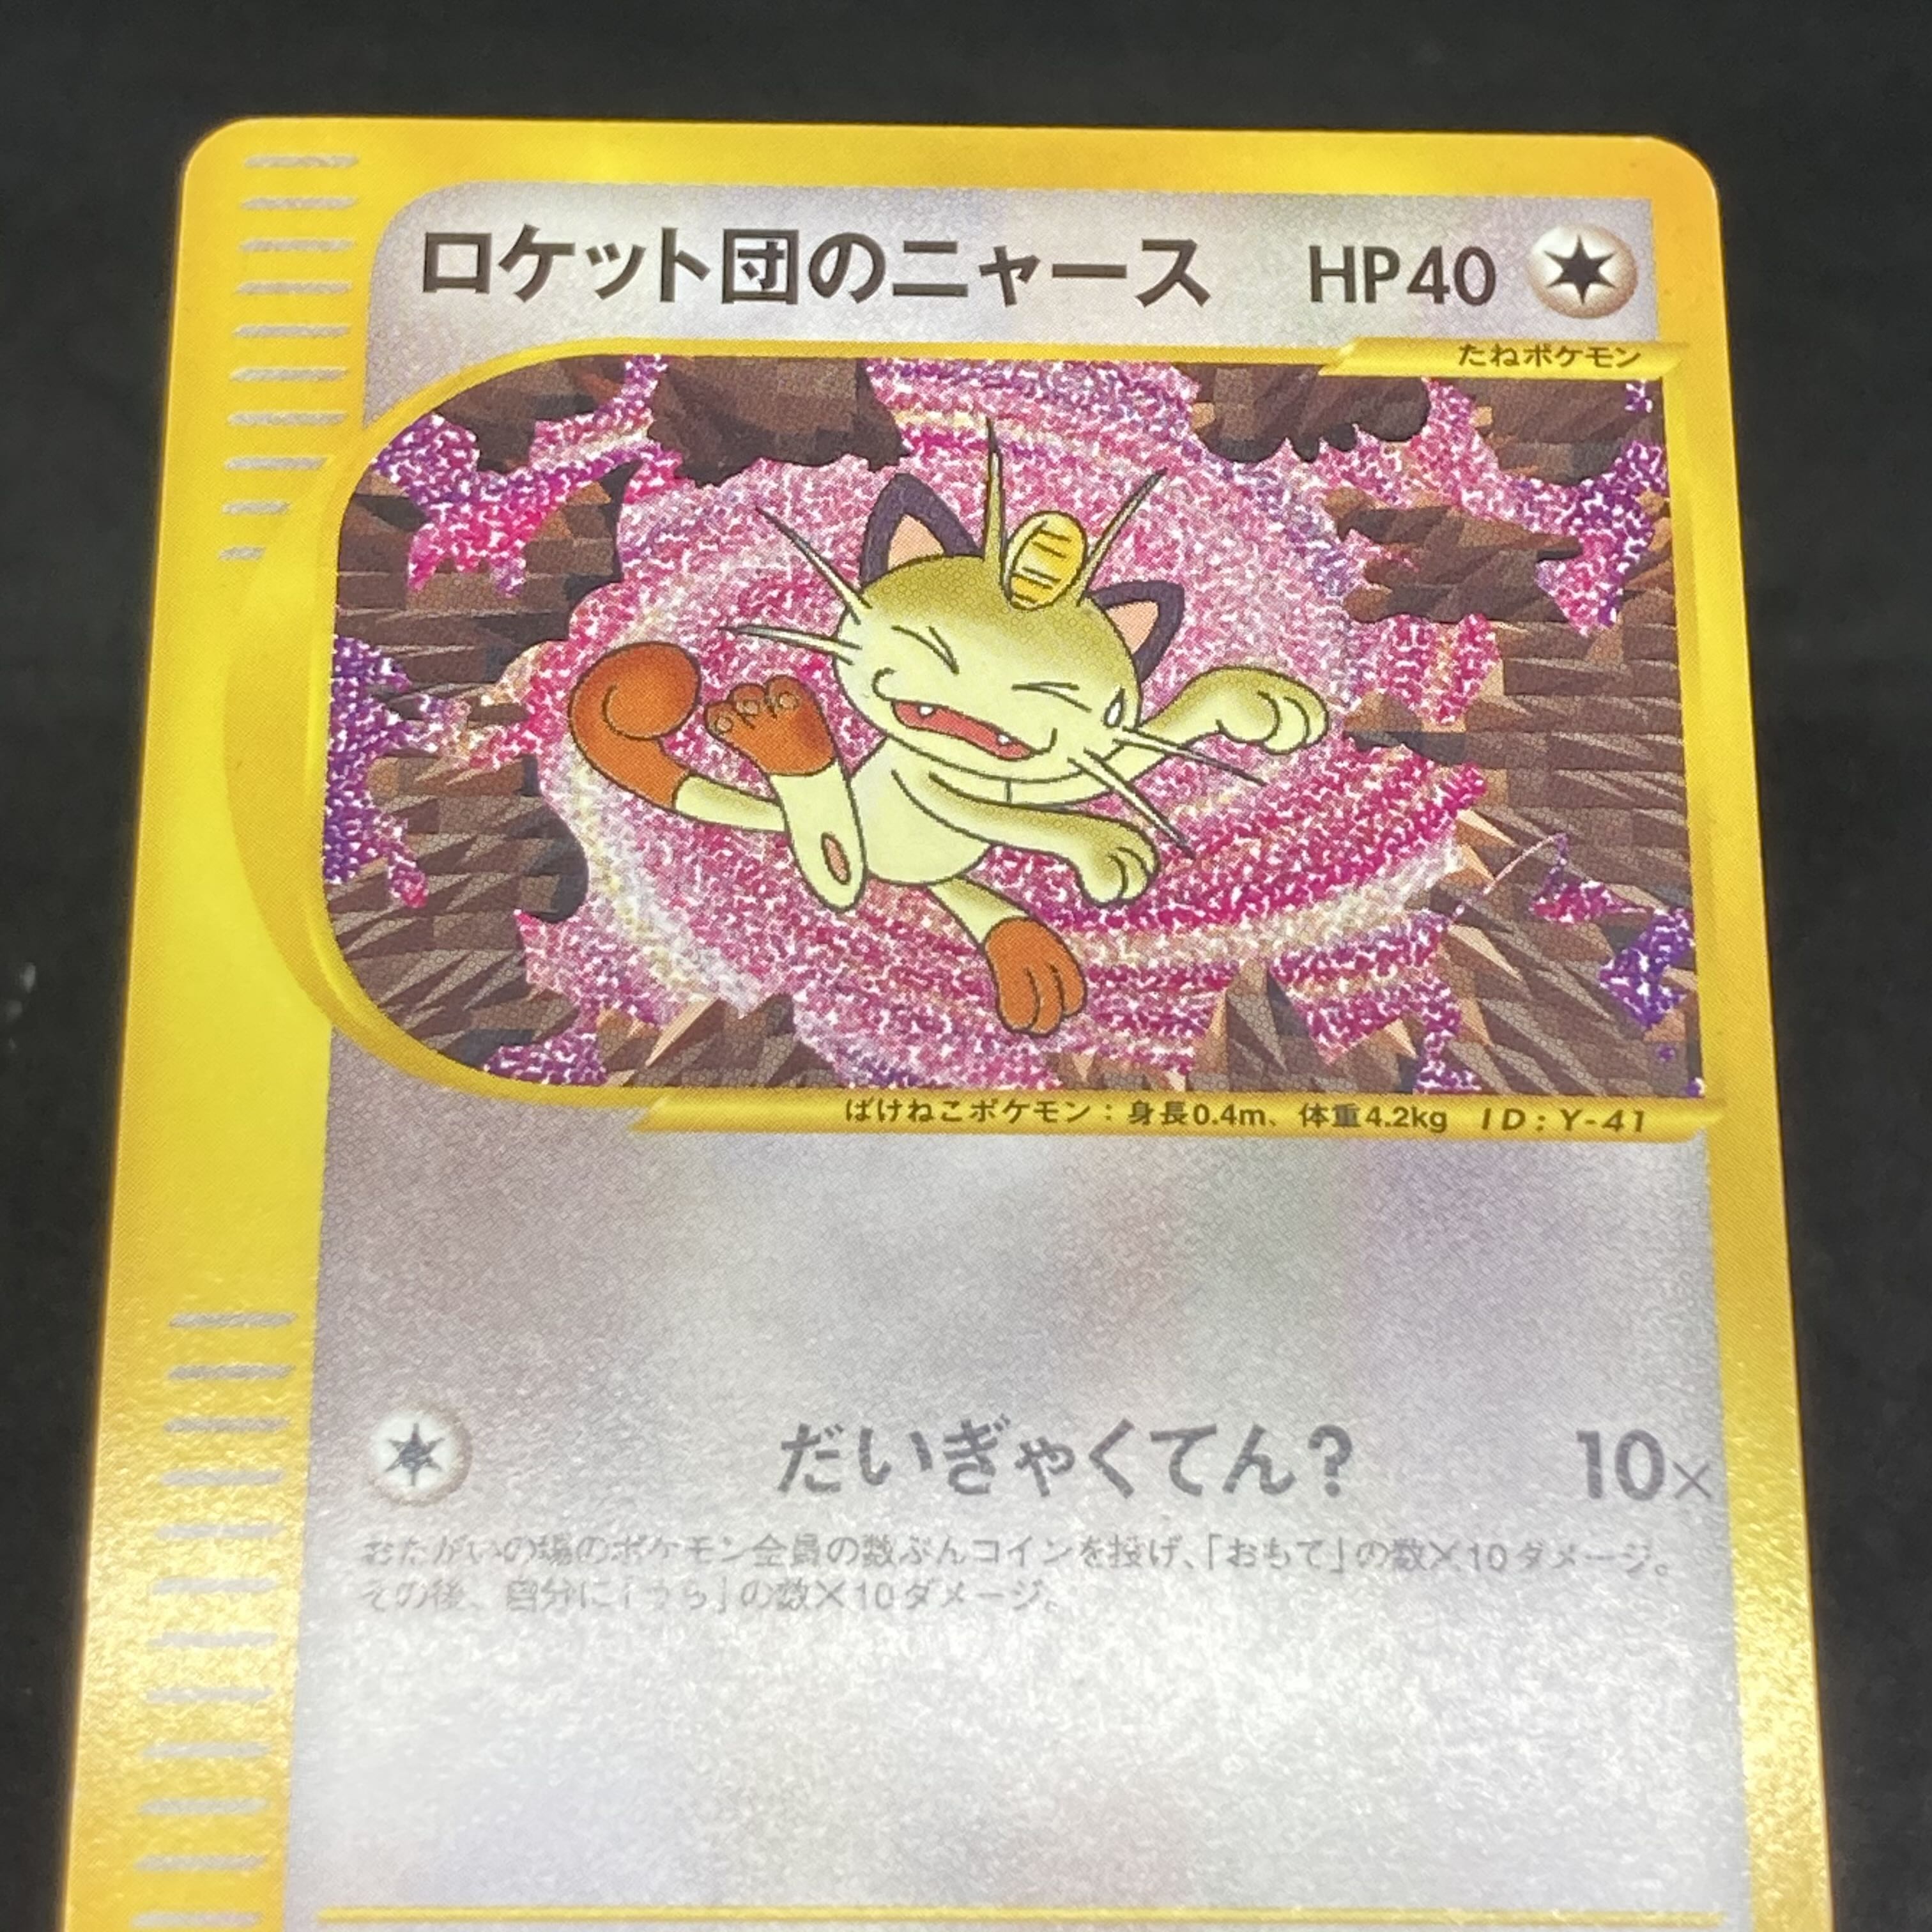 ロケット団のニャース HP40
たねポケモン
ばけねこポケモン：身長0.4m、体重4.2kg ID:Y-41
だいぎゃくてん？ 10×
おたがいの場のポケモン全員の数ぶんコインを投げ、「おもて」の数×10ダメージ。
その後、自分に「うら」の数×10ダメージ。